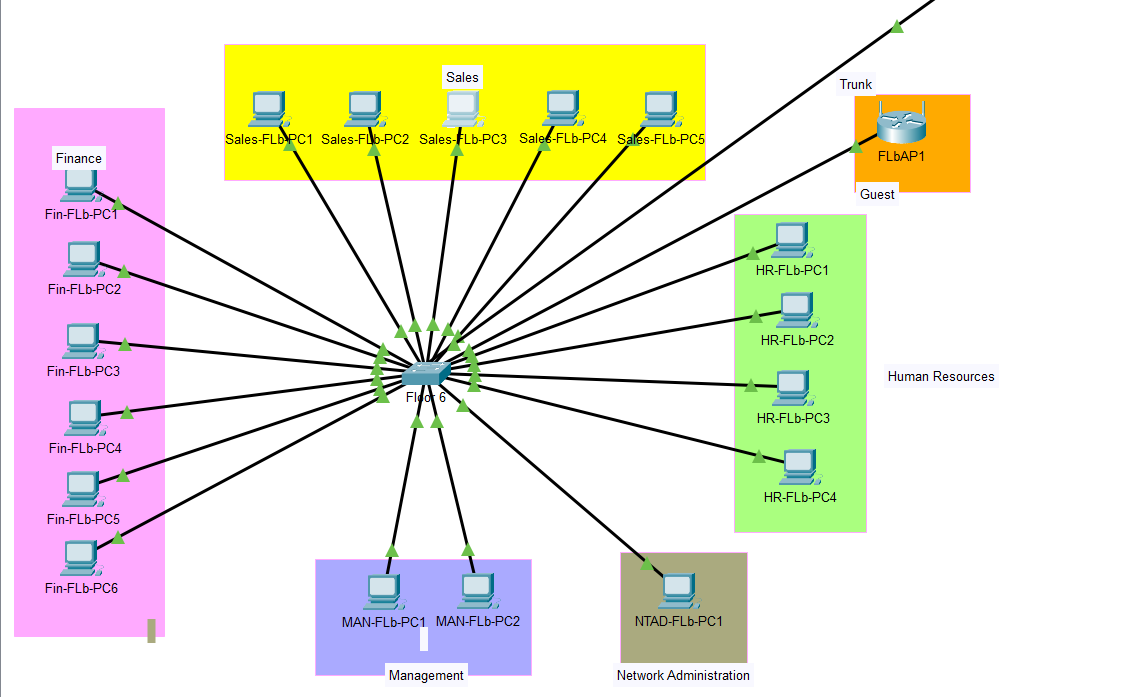 Sales
Sales-FLb-PC1
Sales-FLb-PC2
Sales-FLb-PC3
Sales-FLb-PC4
Sales-FLb-PC5
Trunk
FLbAP1
Guest
Finance
Fin-FLb-PC1
Fin-FLb-PC2
Fin-FLb-PC3
Fin-FLb-PC4
Fin-FLb-PC5
Fin-FLb-PC6
Floor 6
HR-FLb-PC1
HR-FLb-PC2
HR-FLb-PC3
HR-FLb-PC4
Human Resources
MAN-FLb-PC1
MAN-FLb-PC2
Management
NTAD-FLb-PC1
Network Administration